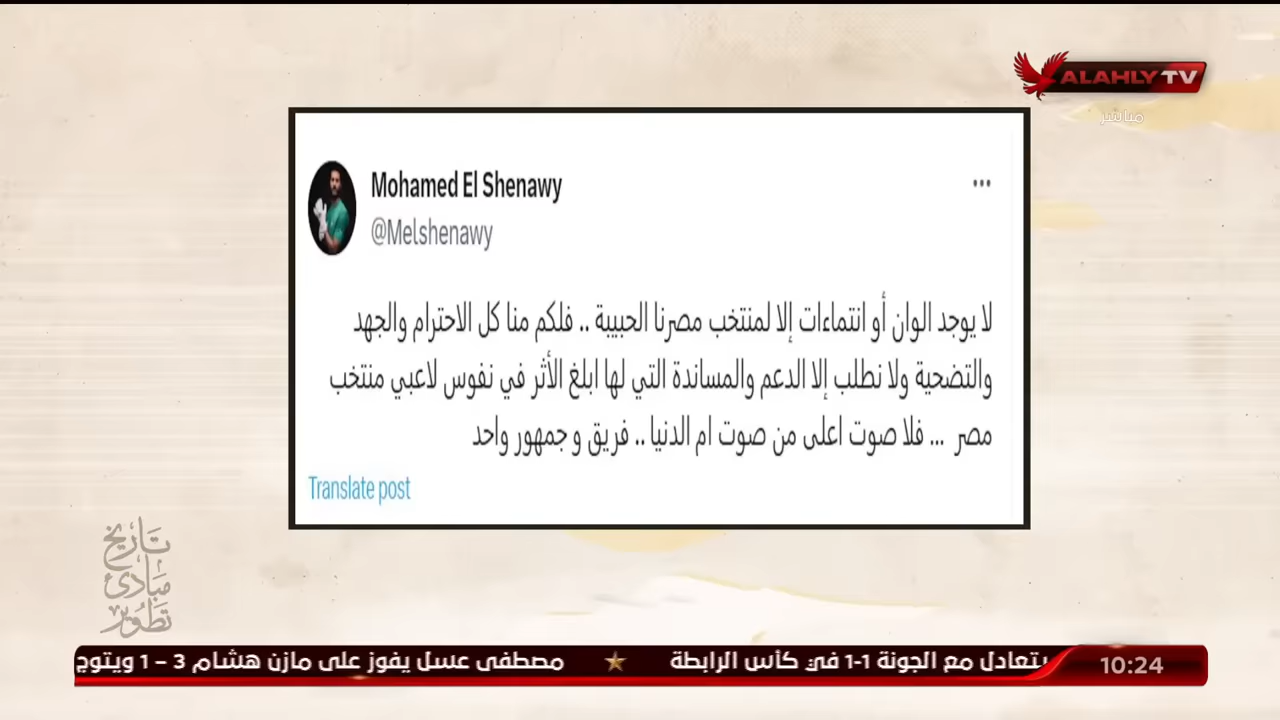 ALAHLY TV
مباشر
Mohamed El Shenawy
@Melshenawy
لا يوجد الوان أو انتماءات إلا لمنتخب مصرنا الحبيبة .. فلكم منا كل الاحترام والجهد
والتضحية ولا نطلب إلا الدعم والمساندة التي لها ابلغ الأثر في نفوس لاعبي منتخب
مصر ... فلا صوت اعلى من صوت ام الدنيا .. فريق و جمهور واحد
Translate post
تاريخ
مبادئ
تطوير
يتعادل مع الجونة 1-1 في كأس الرابطة ★ مصطفى عسل يفوز على مازن هشام 3 - 1 ويتوج
10:24